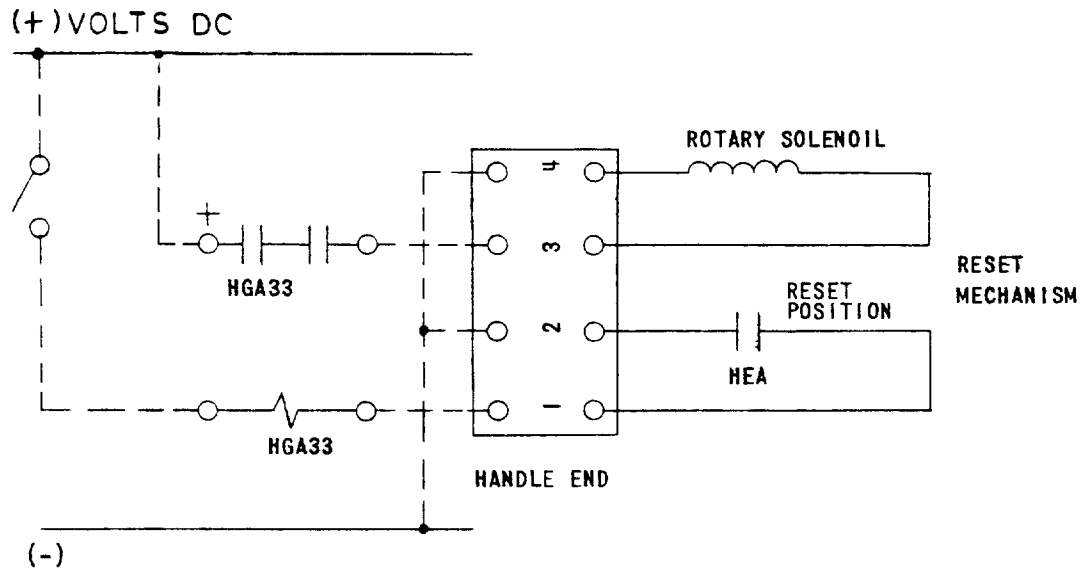 (+) VOLTS DC
ROTARY SOLENOIL
4
+
3
HGA33
RESET
MECHANISM
RESET
POSITION
2
HEA
1
HGA33
HANDLE END
(-)